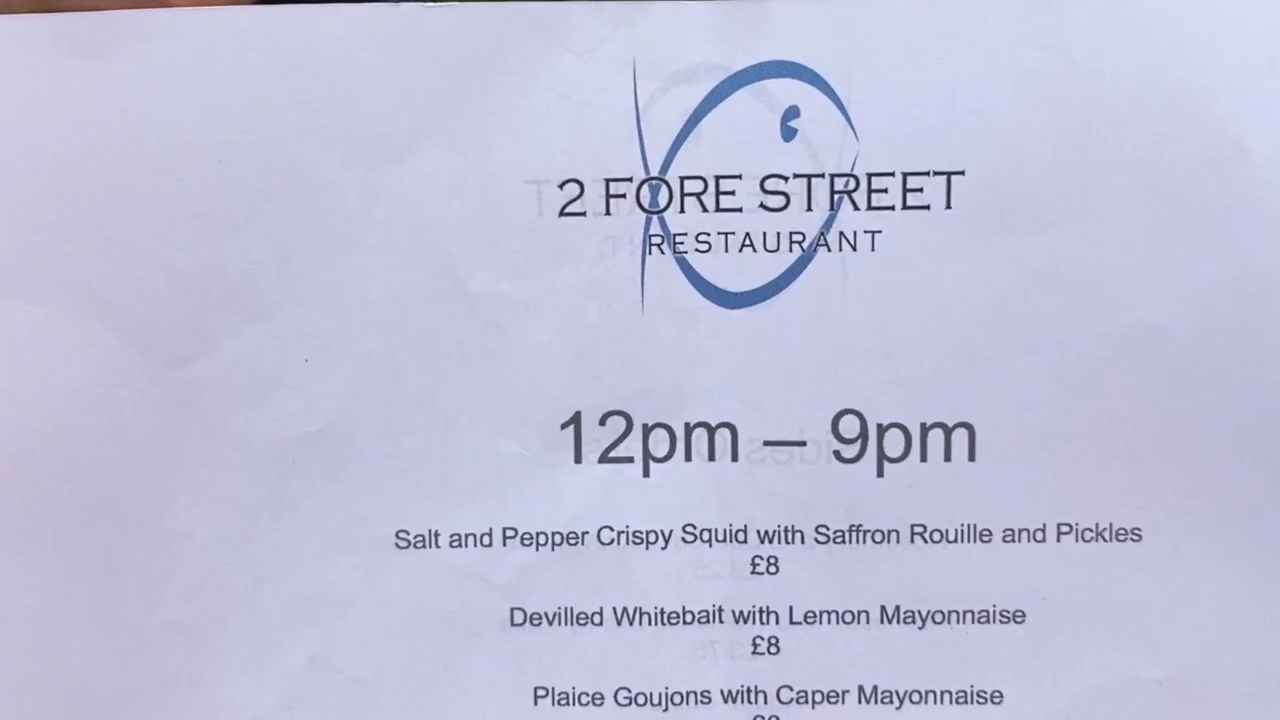 2 FORE STREET
RESTAURANT
12pm – 9pm
Salt and Pepper Crispy Squid with Saffron Rouille and Pickles
£8
Devilled Whitebait with Lemon Mayonnaise
£8
Plaice Goujons with Caper Mayonnaise